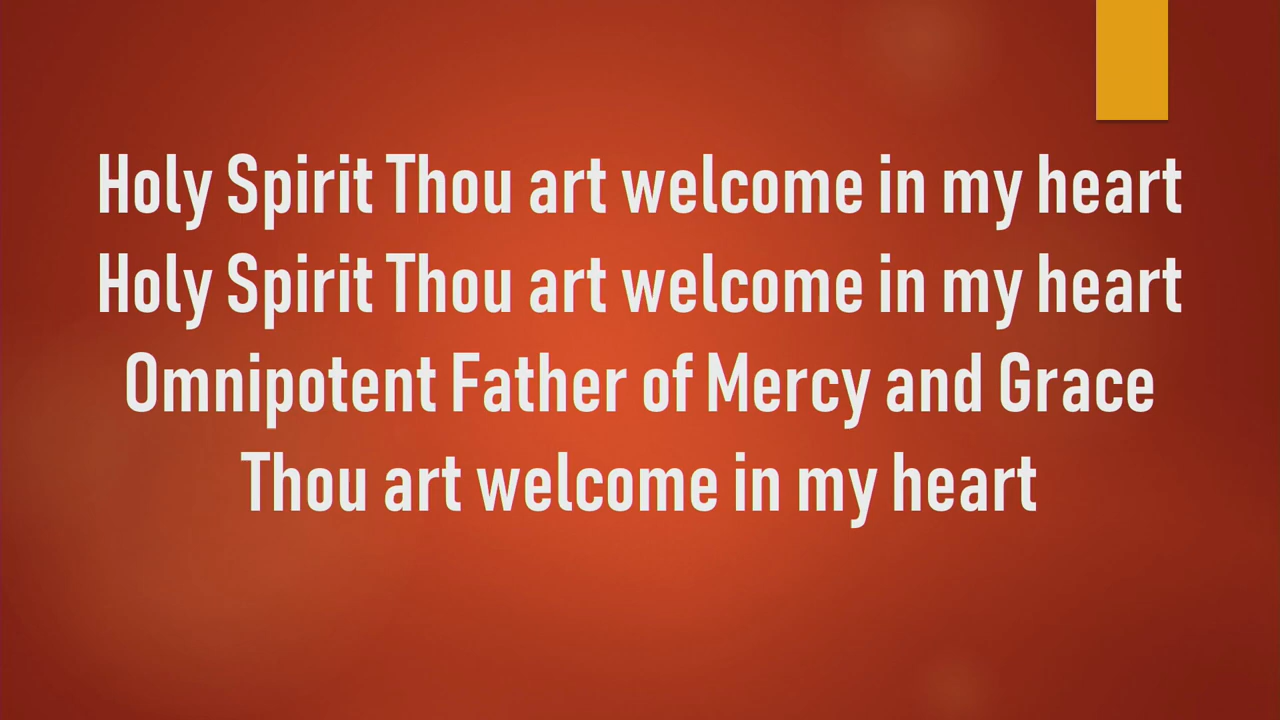 Holy Spirit Thou art welcome in my heart
Holy Spirit Thou art welcome in my heart
Omnipotent Father of Mercy and Grace
Thou art welcome in my heart